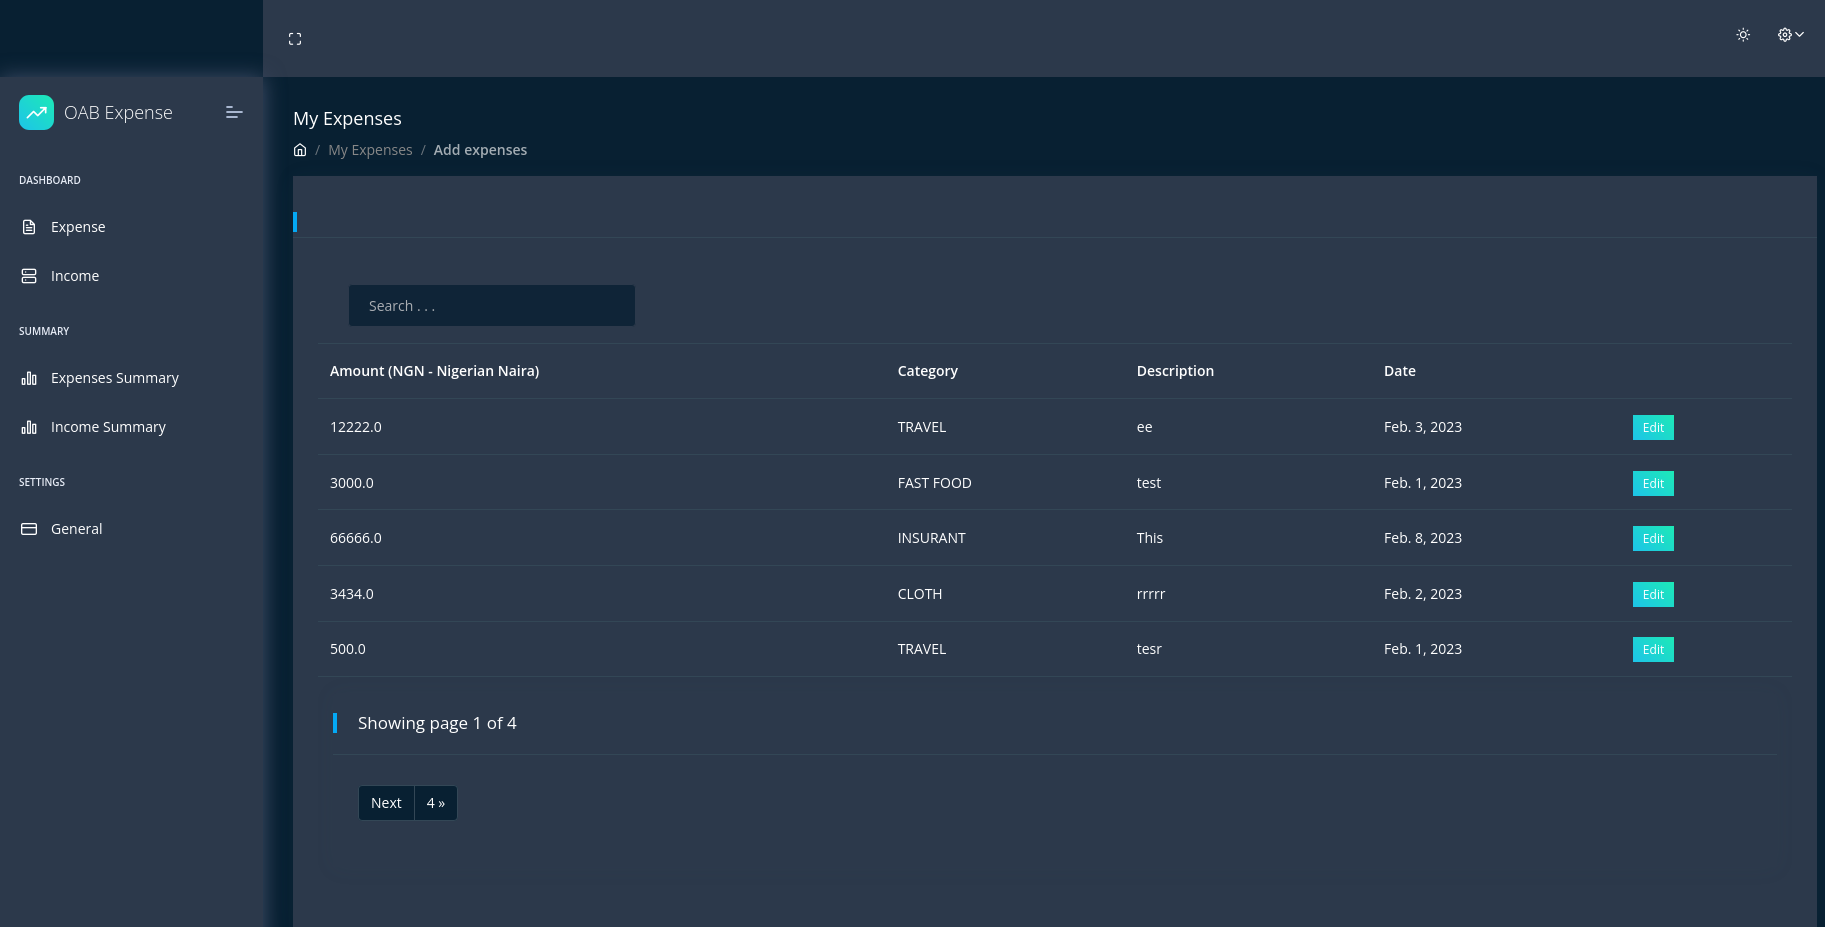 OAB Expense
DASHBOARD
Expense
Income
SUMMARY
Expenses Summary
Income Summary
SETTINGS
General
My Expenses
/ My Expenses / Add expenses
Search . . .
Amount (NGN - Nigerian Naira) Category Description Date
12222.0 TRAVEL ee Feb. 3, 2023 Edit
3000.0 FAST FOOD test Feb. 1, 2023 Edit
66666.0 INSURANT This Feb. 8, 2023 Edit
3434.0 CLOTH rrrrr Feb. 2, 2023 Edit
500.0 TRAVEL tesr Feb. 1, 2023 Edit
Showing page 1 of 4
Next 4 »